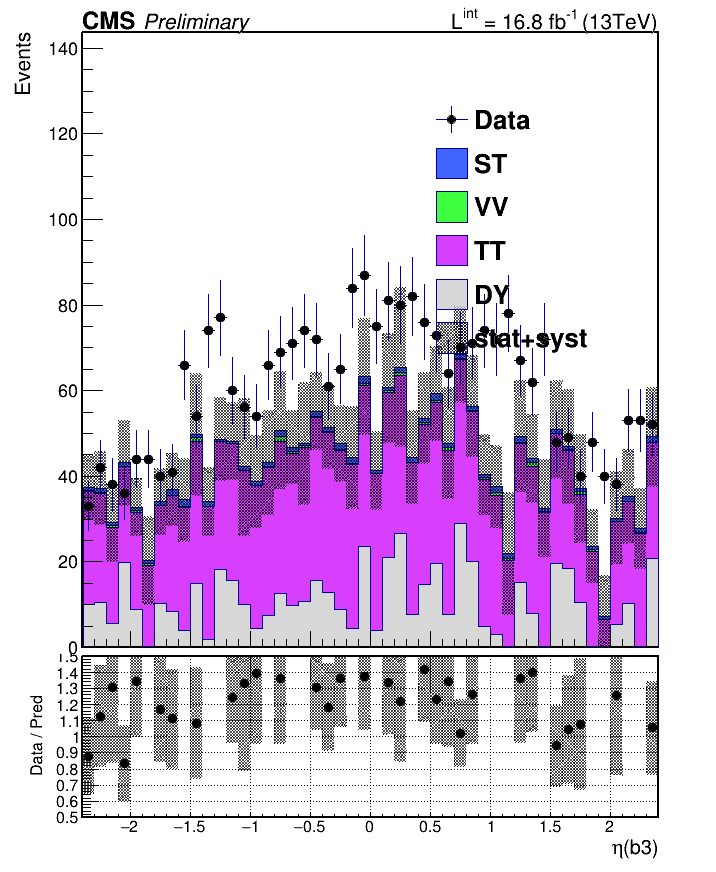 CMS Preliminary L^int = 16.8 fb^-1 (13TeV)
Events
140
120
100
80
60
40
20
0
Data
ST
VV
TT
DY
stat+syst
Data / Pred
1.5
1.4
1.3
1.2
1.1
1
0.9
0.8
0.7
0.6
0.5
−2 −1.5 −1 −0.5 0 0.5 1 1.5 2
η(b3)